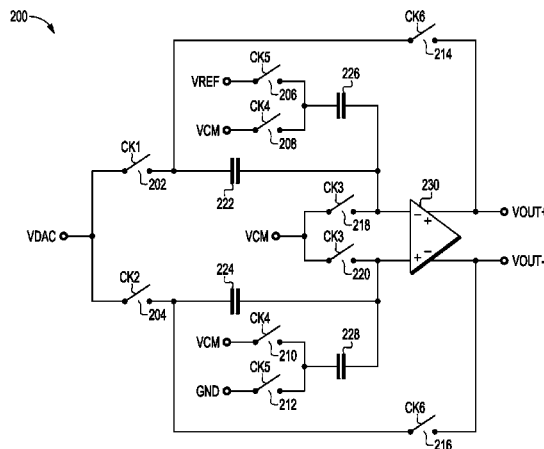 200
CK6
214
CK5
226
VREF
206
CK4
VCM
208
CK1
202
222
CK3
230
218
VOUT+
− +
VDAC
VCM
CK3
+ −
VOUT-
220
CK2
224
204
CK4
VCM
210
228
CK5
GND
212
CK6
216